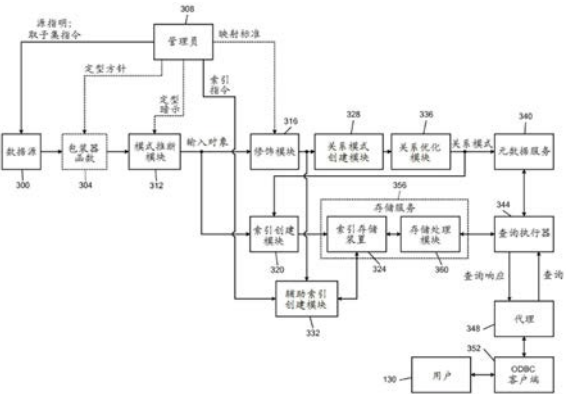 308
源指明;
取子集指令
管理员
映射标准
定型方针
定型
暗示
索引
指令
316
328
336
340
数据源
包装器
函数
模式推断
模块
输入对象
修饰模块
关系模式
创建模块
关系优化
模块
关系模式
元数据服务
300
304
312
356
存储服务
344
索引创建
模块
索引存储
装置
存储处理
模块
查询执行器
320
324
360
辅助索引
创建模块
332
查询响应
查询
348
代理
352
130
用户
ODBC
客户端